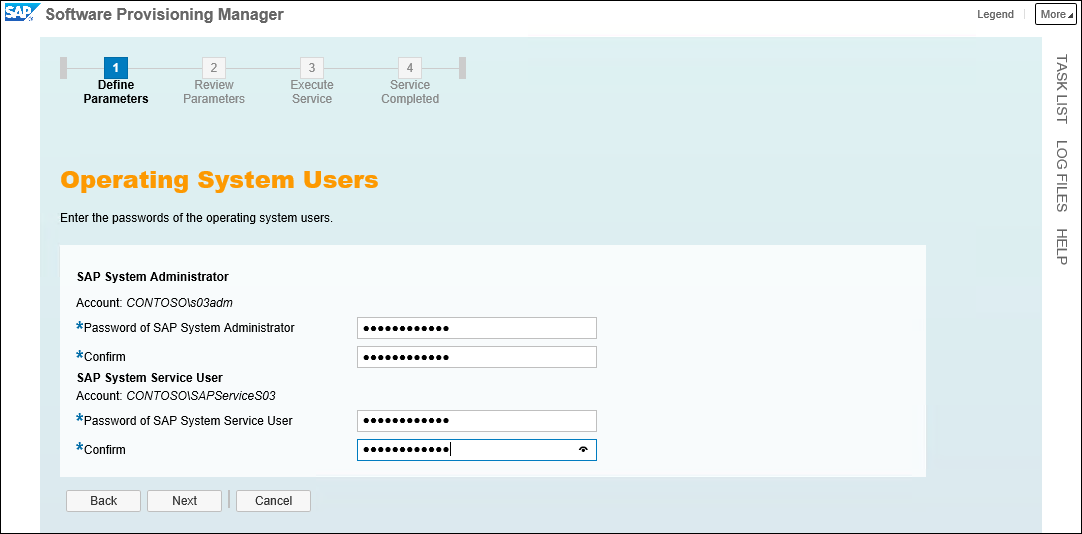 SAP Software Provisioning Manager
Legend
More
1
2
3
4
Define Parameters
Review Parameters
Execute Service
Service Completed
TASK LIST
LOG FILES
HELP
Operating System Users
Enter the passwords of the operating system users.
SAP System Administrator
Account: CONTOSO\s03adm
*Password of SAP System Administrator ●●●●●●●●●●●●
*Confirm ●●●●●●●●●●●●
SAP System Service User
Account: CONTOSO\SAPServiceS03
*Password of SAP System Service User ●●●●●●●●●●●●
*Confirm ●●●●●●●●●●●●
Back
Next
Cancel